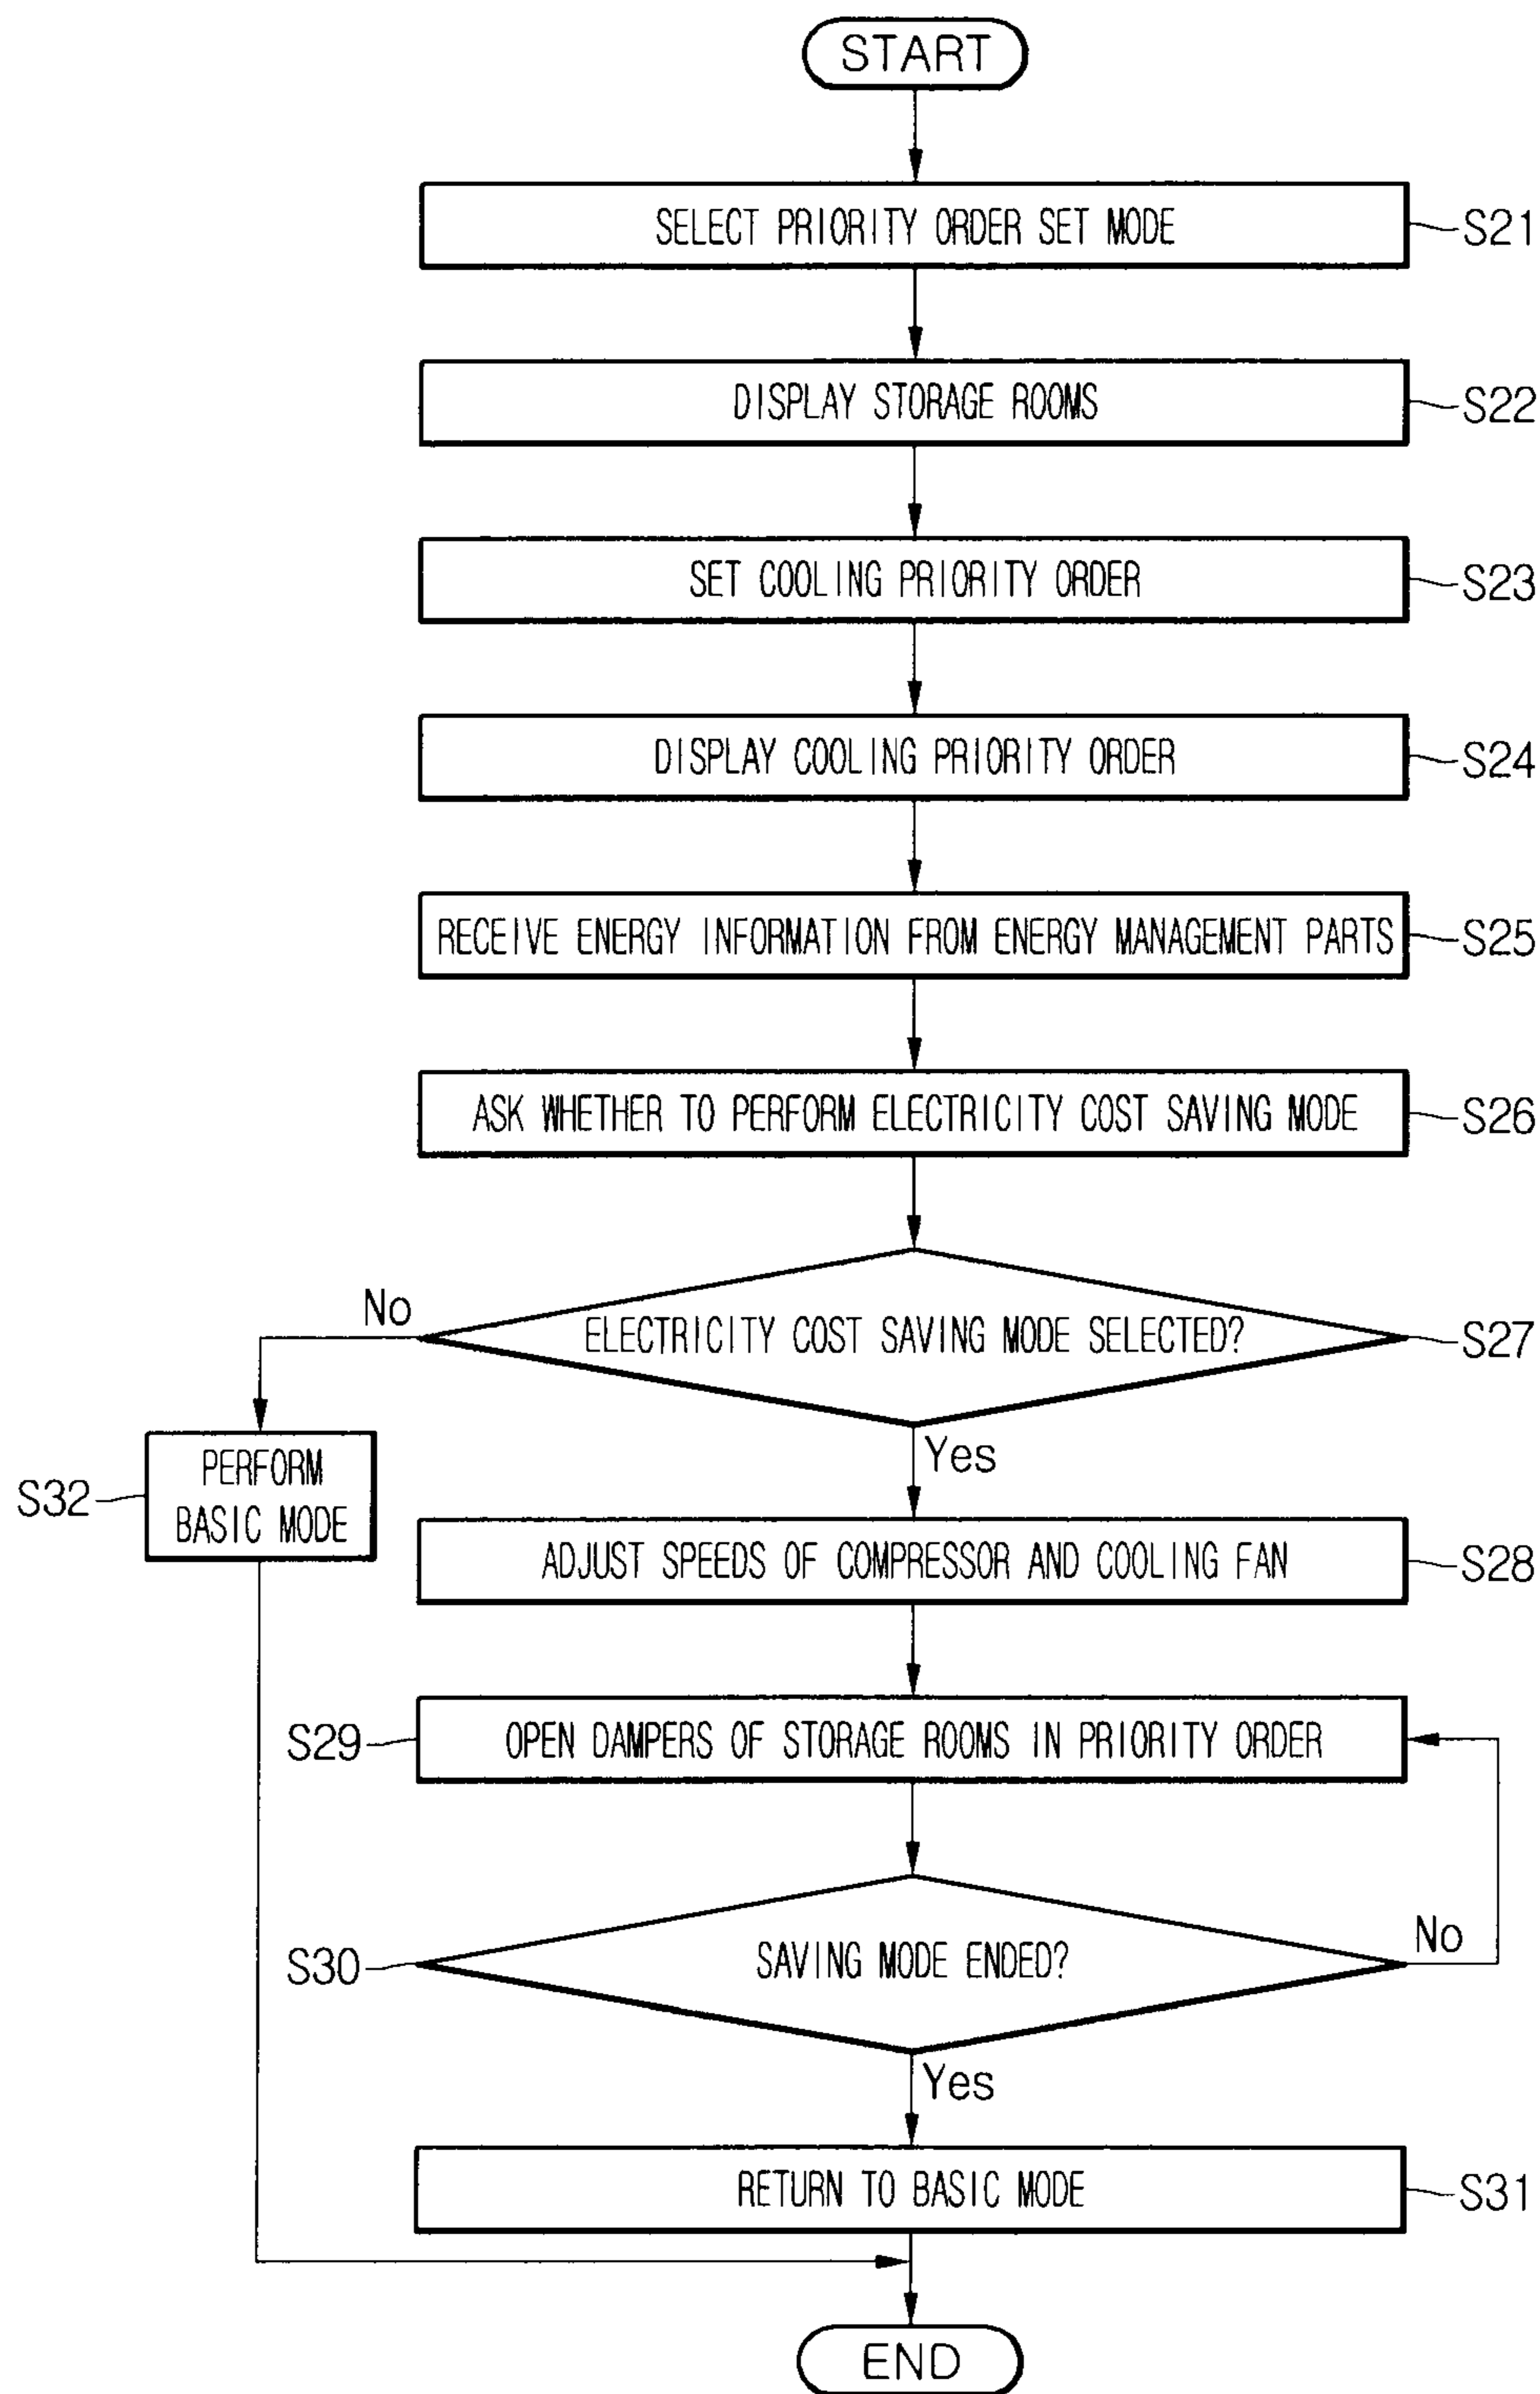 START
SELECT PRIORITY ORDER SET MODE
S21
DISPLAY STORAGE ROOMS
S22
SET COOLING PRIORITY ORDER
S23
DISPLAY COOLING PRIORITY ORDER
S24
RECEIVE ENERGY INFORMATION FROM ENERGY MANAGEMENT PARTS
S25
ASK WHETHER TO PERFORM ELECTRICITY COST SAVING MODE
S26
No
ELECTRICITY COST SAVING MODE SELECTED?
S27
Yes
S32
PERFORM
BASIC MODE
ADJUST SPEEDS OF COMPRESSOR AND COOLING FAN
S28
S29
OPEN DAMPERS OF STORAGE ROOMS IN PRIORITY ORDER
S30
SAVING MODE ENDED?
No
Yes
RETURN TO BASIC MODE
S31
END